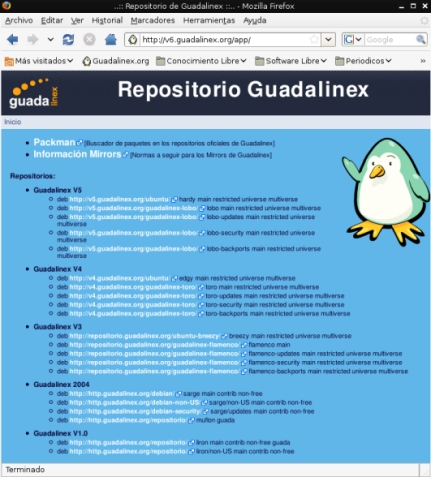 ..:: Repositorio de Guadalinex ::.. - Mozilla Firefox
Archivo Editar Ver Historial Marcadores Herramientas Ayuda
http://v6.guadalinex.org/app/
Google
Más visitados Guadalinex.org Conocimiento Libre Software Libre Periodicos
guadalinex
Repositorio Guadalinex
Inicio
Packman [Buscador de paquetes en los repositorios oficiales de Guadalinex]
Información Mirrors [Normas a seguir para los Mirrors de Guadalinex]
Repositorios:
Guadalinex V5
deb http://v5.guadalinex.org/ubuntu hardy main restricted universe multiverse
deb http://v5.guadalinex.org/guadalinex-lobo/ lobo main restricted universe multiverse
deb http://v5.guadalinex.org/guadalinex-lobo/ lobo-updates main restricted universe
multiverse
deb http://v5.guadalinex.org/guadalinex-lobo/ lobo-security main restricted universe
multiverse
deb http://v5.guadalinex.org/guadalinex-lobo/ lobo-backports main restricted universe
multiverse
Guadalinex V4
deb http://v4.guadalinex.org/ubuntu/ edgy main restricted universe multiverse
deb http://v4.guadalinex.org/guadalinex-toro/ toro main restricted universe multiverse
deb http://v4.guadalinex.org/guadalinex-toro/ toro-updates main restricted universe multiverse
deb http://v4.guadalinex.org/guadalinex-toro/ toro-security main restricted universe multiverse
deb http://v4.guadalinex.org/guadalinex-toro/ toro-backports main restricted universe multiverse
Guadalinex V3
deb http://repositorio.guadalinex.org/ubuntu-breezy/ breezy main restricted universe multiverse
deb http://repositorio.guadalinex.org/guadalinex-flamenco/ flamenco main
deb http://repositorio.guadalinex.org/guadalinex-flamenco/ flamenco-updates main restricted universe multiverse
deb http://repositorio.guadalinex.org/guadalinex-flamenco/ flamenco-security main restricted universe multiverse
deb http://repositorio.guadalinex.org/guadalinex-flamenco/ flamenco-backports main restricted universe multiverse
Guadalinex 2004
deb http://http.guadalinex.org/debian/ sarge main contrib non-free
deb http://http.guadalinex.org/debian-non-US/ sarge/non-US main contrib non-free
deb http://http.guadalinex.org/debian-security/ sarge/updates main contrib non-free
deb http://http.guadalinex.org/repositorio/ muflon guada
Guadalinex V1.0
deb http://http.guadalinex.org/repositorio/ liron main contrib non-free guada
deb http://http.guadalinex.org/repositorio/ liron/non-US main contrib non-free
Terminado